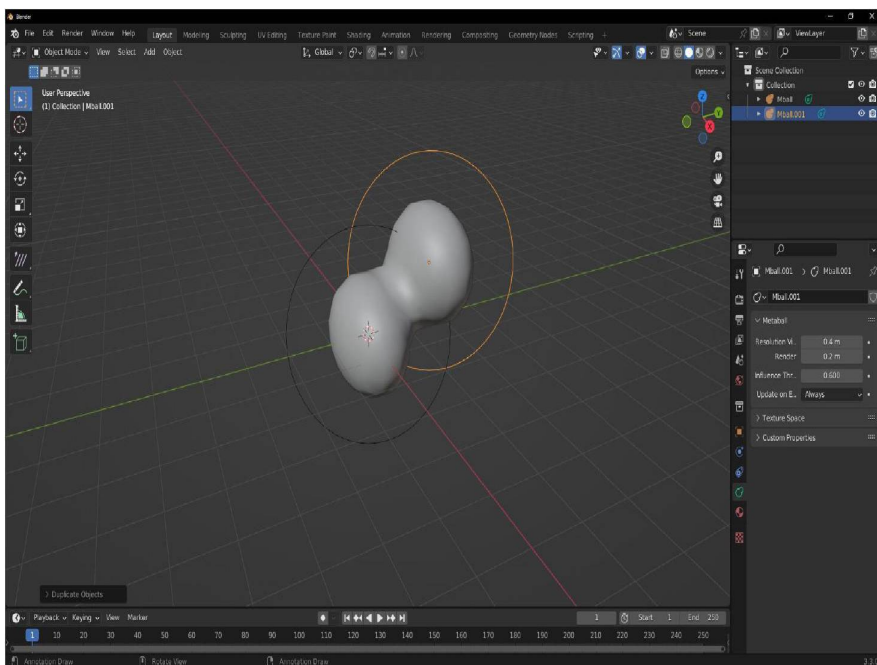 Blender
File Edit Render Window Help Layout Modeling Sculpting UV Editing Texture Paint Shading Animation Rendering Compositing Geometry Nodes Scripting + Scene ViewLayer
Object Mode View Select Add Object Global
Options
User Perspective
(1) Collection | Mball.001
Z
Y
X
Scene Collection
Collection
Mball
Mball.001
Mball.001 > Mball.001
Mball.001
Metaball
Resolution Vi... 0.4 m
Render 0.2 m
Influence Thr... 0.600
Update on E... Always
> Texture Space
> Custom Properties
> Duplicate Objects
Playback Keying View Marker 1 Start 1 End 250
1 10 20 30 40 50 60 70 80 90 100 110 120 130 140 150 160 170 180 190 200 210 220 230 240 250
Annotation Draw Rotate View Annotation Draw